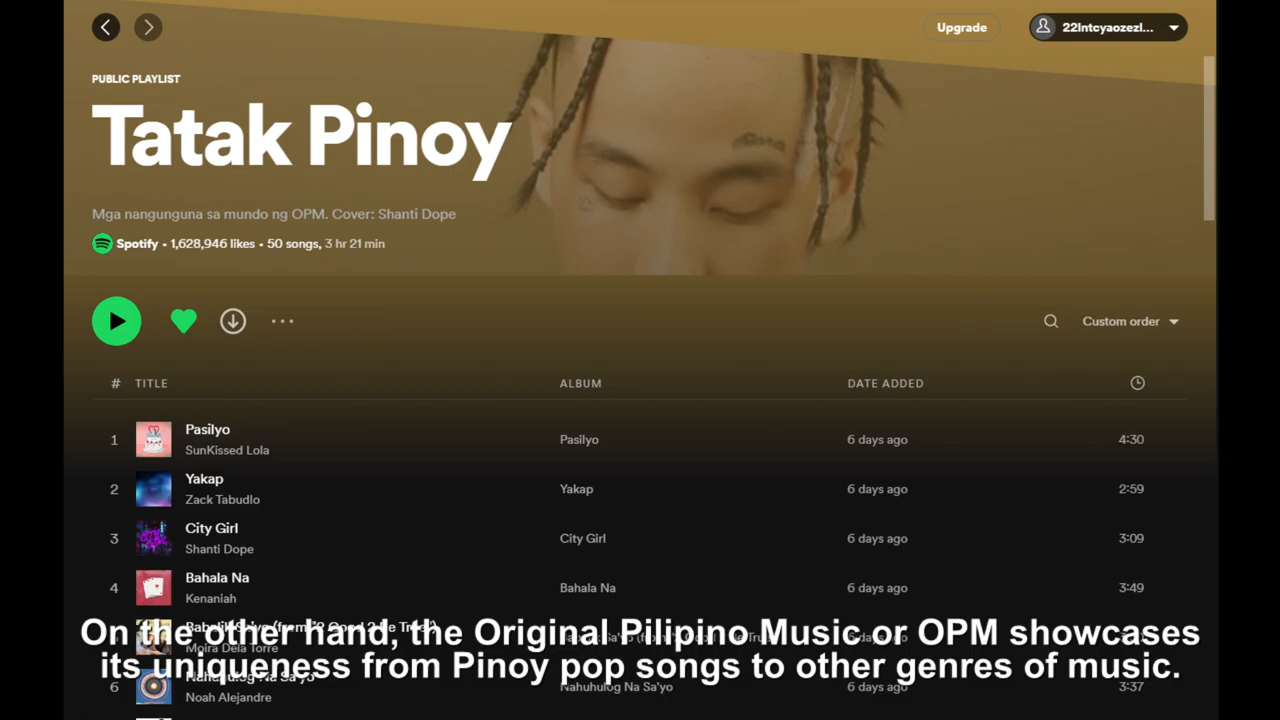 Upgrade
22lntcyaozezl...
PUBLIC PLAYLIST
Tatak Pinoy
Mga nangunguna sa mundo ng OPM. Cover: Shanti Dope
Spotify • 1,628,946 likes • 50 songs, 3 hr 21 min
Custom order
# TITLE ALBUM DATE ADDED
1 Pasilyo Pasilyo 6 days ago 4:30
SunKissed Lola
2 Yakap Yakap 6 days ago 2:59
Zack Tabudlo
3 City Girl City Girl 6 days ago 3:09
Shanti Dope
4 Bahala Na Bahala Na 6 days ago 3:49
Kenaniah
Moira Dela Torre
On the other hand, the Original Pilipino Music or OPM showcases
its uniqueness from Pinoy pop songs to other genres of music.
6 Nahuhulog Na Sa'yo Nahuhulog Na Sa'yo 6 days ago 3:37
Noah Alejandre